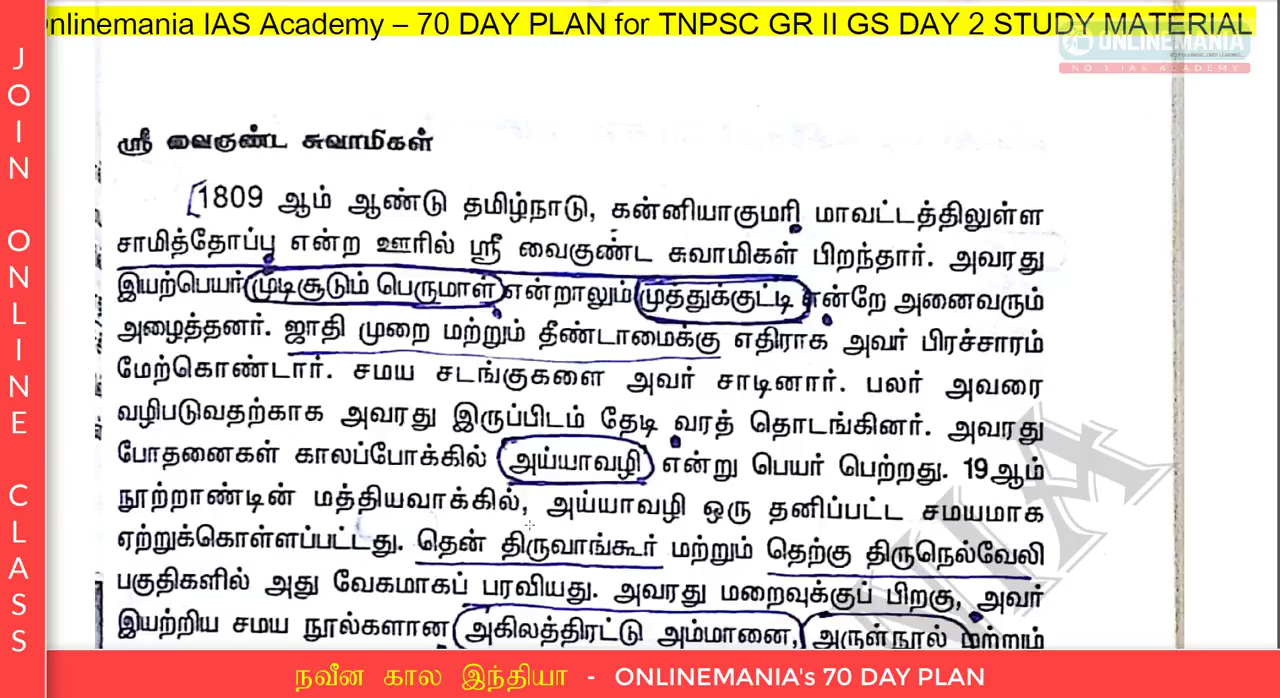 Onlinemania IAS Academy – 70 DAY PLAN for TNPSC GR II GS DAY 2 STUDY MATERIAL
ONLINEMANIA
NO.1 IAS ACADEMY
JOIN ONLINE CLASS
ஸ்ரீ வைகுண்ட சுவாமிகள்
1809 ஆம் ஆண்டு தமிழ்நாடு, கன்னியாகுமரி மாவட்டத்திலுள்ள
சாமித்தோப்பு என்ற ஊரில் ஸ்ரீ வைகுண்ட சுவாமிகள் பிறந்தார். அவரது
இயற்பெயர் முடிசூடும் பெருமாள் என்றாலும் முத்துக்குட்டி என்றே அனைவரும்
அழைத்தனர். ஜாதி முறை மற்றும் தீண்டாமைக்கு எதிராக அவர் பிரச்சாரம்
மேற்கொண்டார். சமய சடங்குகளை அவர் சாடினார். பலர் அவரை
வழிபடுவதற்காக அவரது இருப்பிடம் தேடி வரத் தொடங்கினர். அவரது
போதனைகள் காலப்போக்கில் அய்யாவழி என்று பெயர் பெற்றது. 19ஆம்
நூற்றாண்டின் மத்தியவாக்கில், அய்யாவழி ஒரு தனிப்பட்ட சமயமாக
ஏற்றுக்கொள்ளப்பட்டது. தென் திருவாங்கூர் மற்றும் தெற்கு திருநெல்வேலி
பகுதிகளில் அது வேகமாகப் பரவியது. அவரது மறைவுக்குப் பிறகு, அவர்
இயற்றிய சமய நூல்களான அகிலத்திரட்டு அம்மானை, அருள்நூல் மற்றும்
நவீன கால இந்தியா - ONLINEMANIA's 70 DAY PLAN